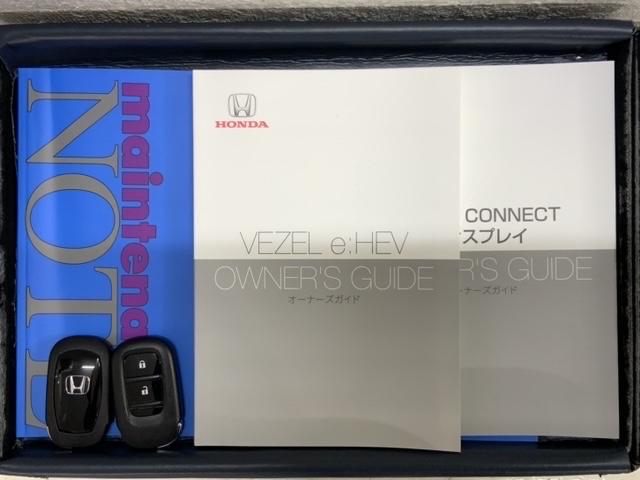 HONDA
VEZEL e:HEV
OWNER'S GUIDE
オーナーズガイド
CONNECT
スプレイ
R'S GUIDE
ーナーズガイド
maintena
NOTE